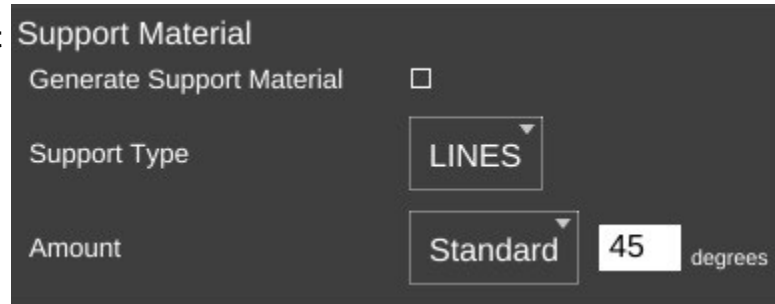 : Support Material
Generate Support Material
Support Type LINES
Amount Standard 45 degrees